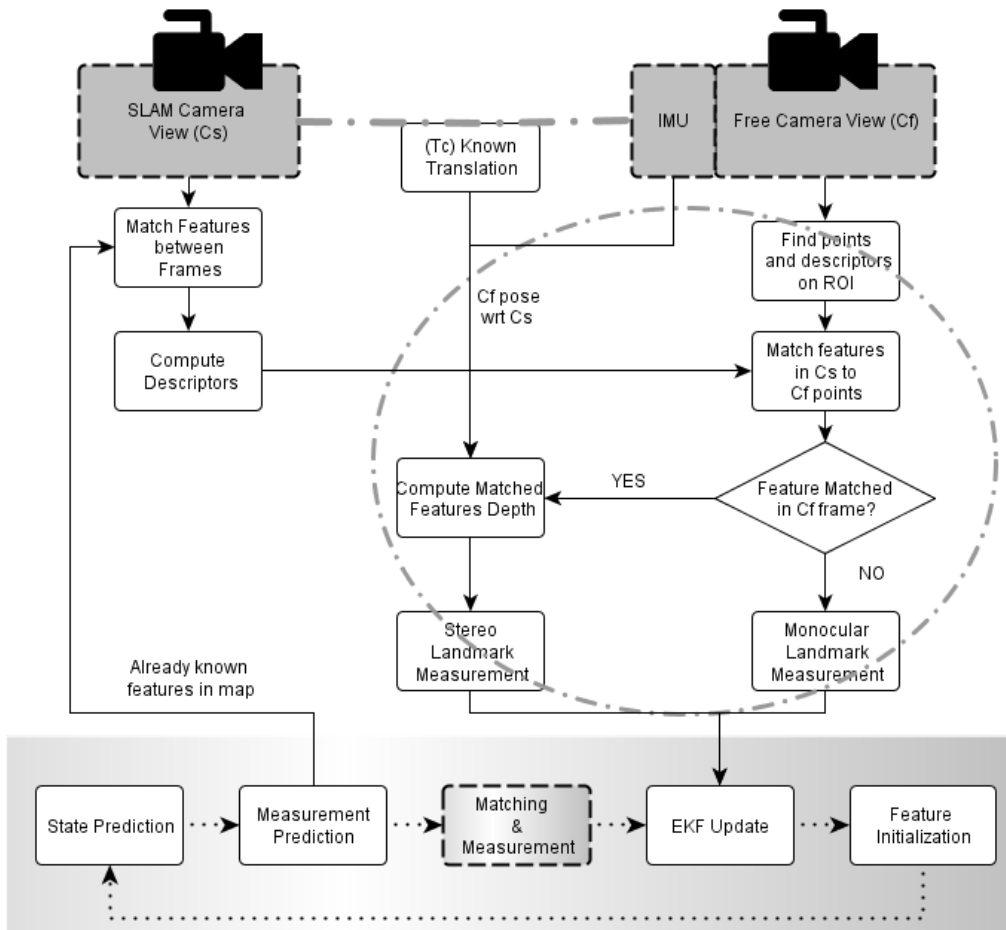 SLAM Camera
View (Cs)
(Tc) Known
Translation
IMU
Free Camera View (Cf)
Match Features
between
Frames
Find points
and descriptors
on ROI
Cf pose
wrt Cs
Compute
Descriptors
Match features
in Cs to
Cf points
Compute Matched
Features Depth
YES
Feature Matched
in Cf frame?
NO
Stereo
Landmark
Measurement
Monocular
Landmark
Measurement
Already known
features in map
State Prediction
Measurement
Prediction
Matching
&
Measurement
EKF Update
Feature
Initialization